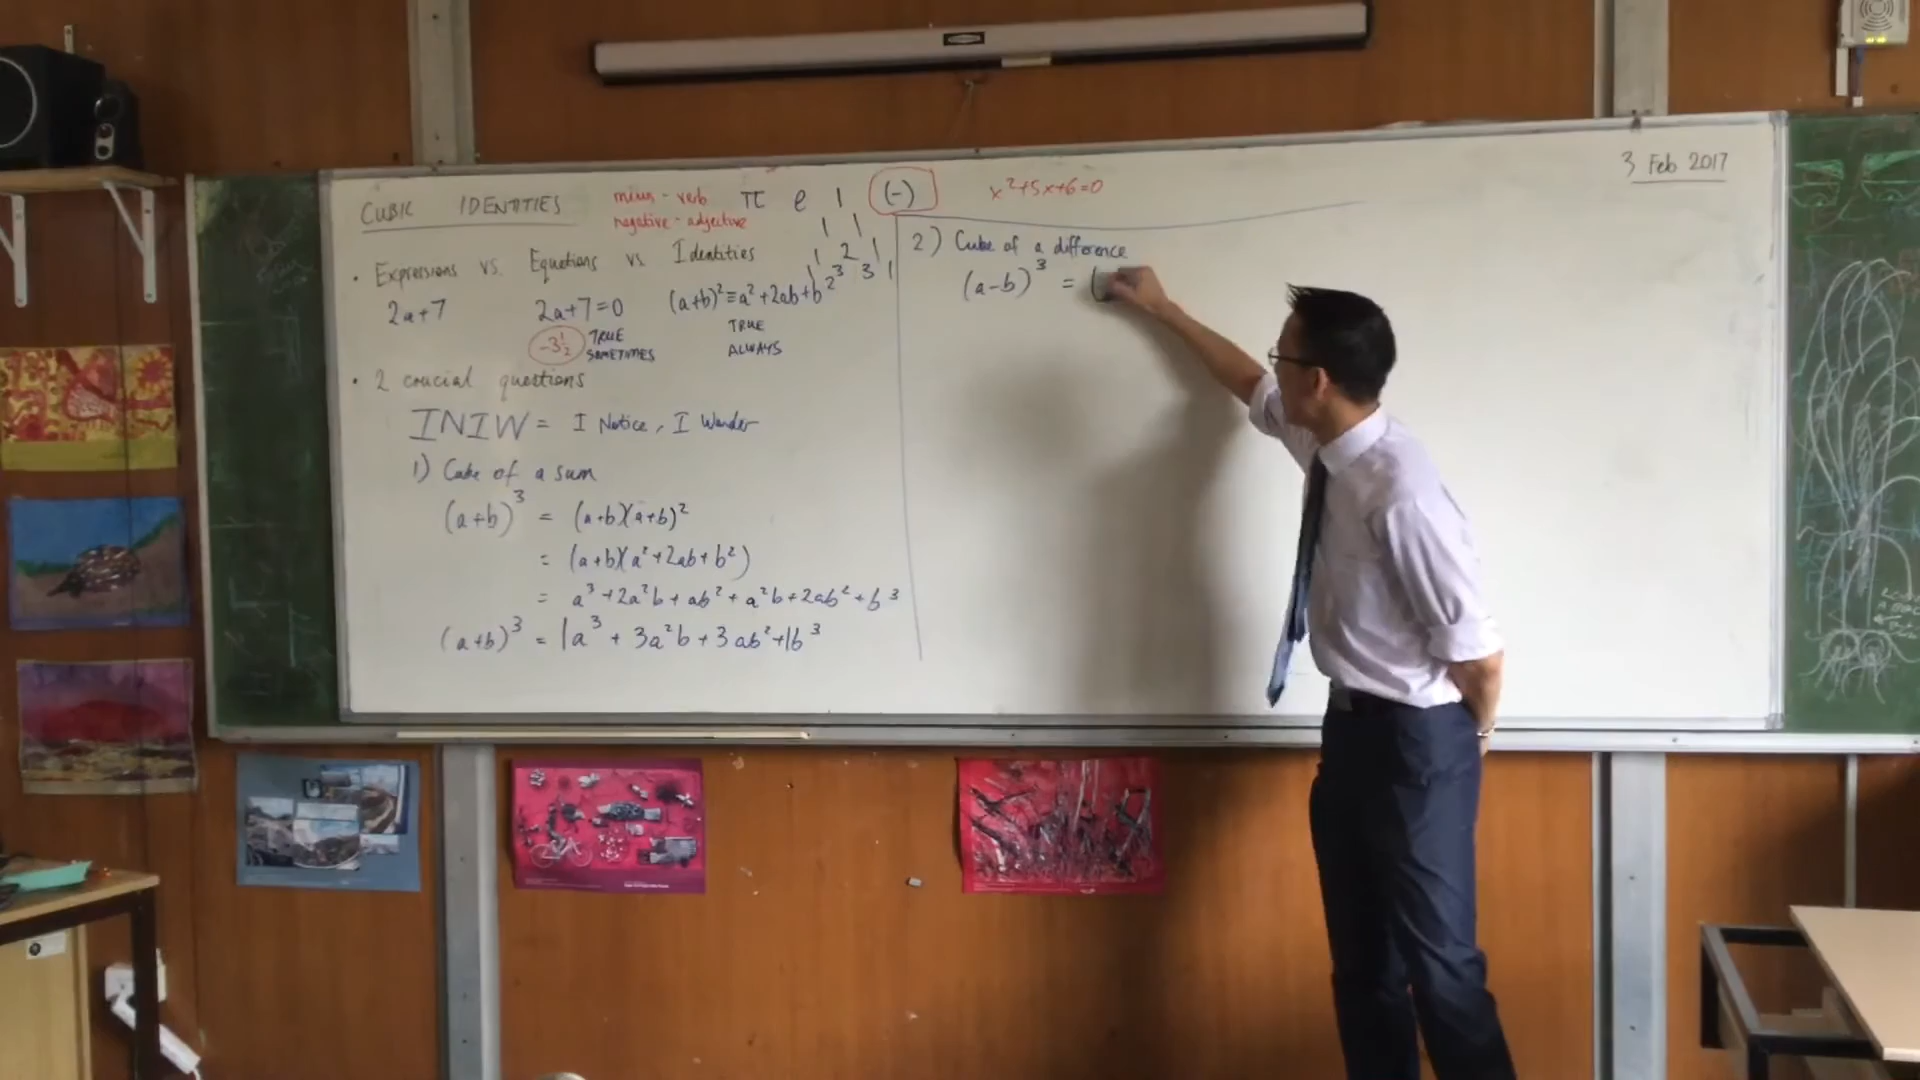 CUBIC IDENTITIES
minus - verb
negative - adjective
π e 1 (-)
x²+5x+6=0
3 Feb 2017
1 1
1 2 1
1 3 3 1
• Expressions vs. Equations vs Identities
2a+7 2a+7=0 (a+b)²≡a²+2ab+b²
-3½ TRUE SOMETIMES
TRUE ALWAYS
• 2 crucial questions
INIW = I Notice, I Wonder
1) Cube of a sum
(a+b)³ = (a+b)(a+b)²
= (a+b)(a²+2ab+b²)
= a³+2a²b+ab²+a²b+2ab²+b³
(a+b)³ = 1a³+3a²b+3ab²+1b³
2) Cube of a difference
(a-b)³ = (